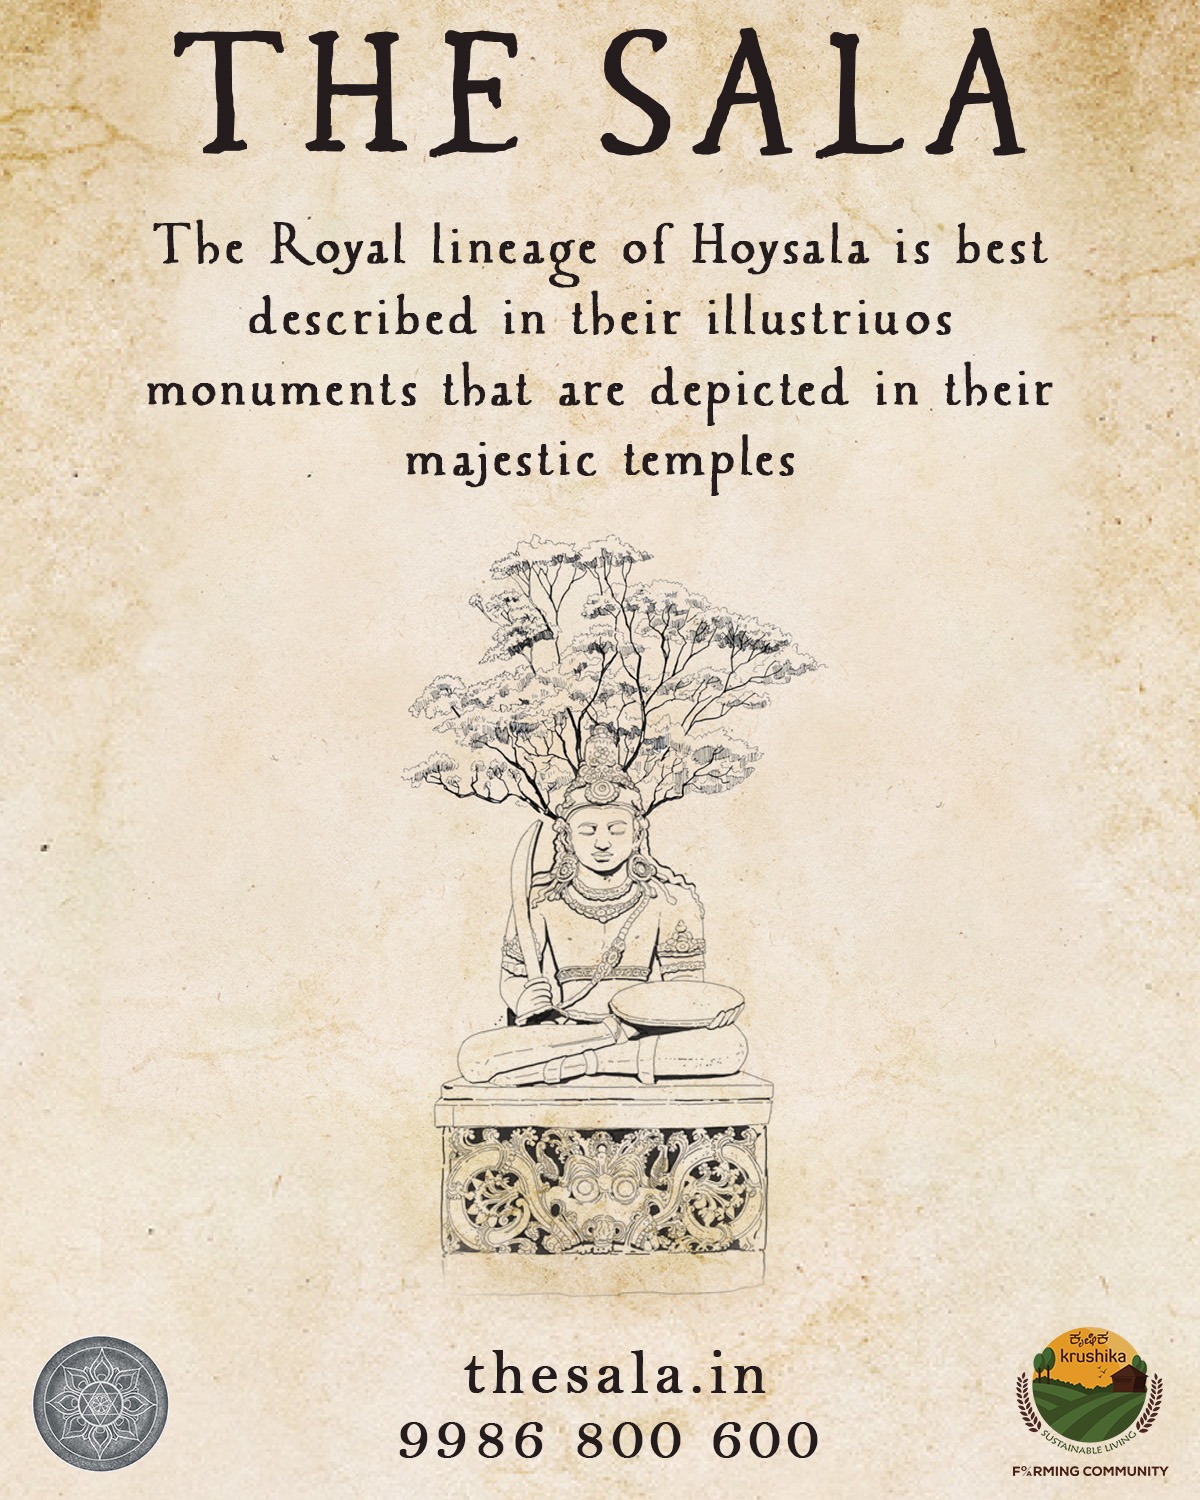 THE SALA
The Royal lineage of Hoysala is best
described in their illustriuos
monuments that are depicted in their
majestic temples
thesala.in
9986 800 600
ಕೃಷಿಕ
krushika
SUSTAINABLE LIVING
FARMING COMMUNITY